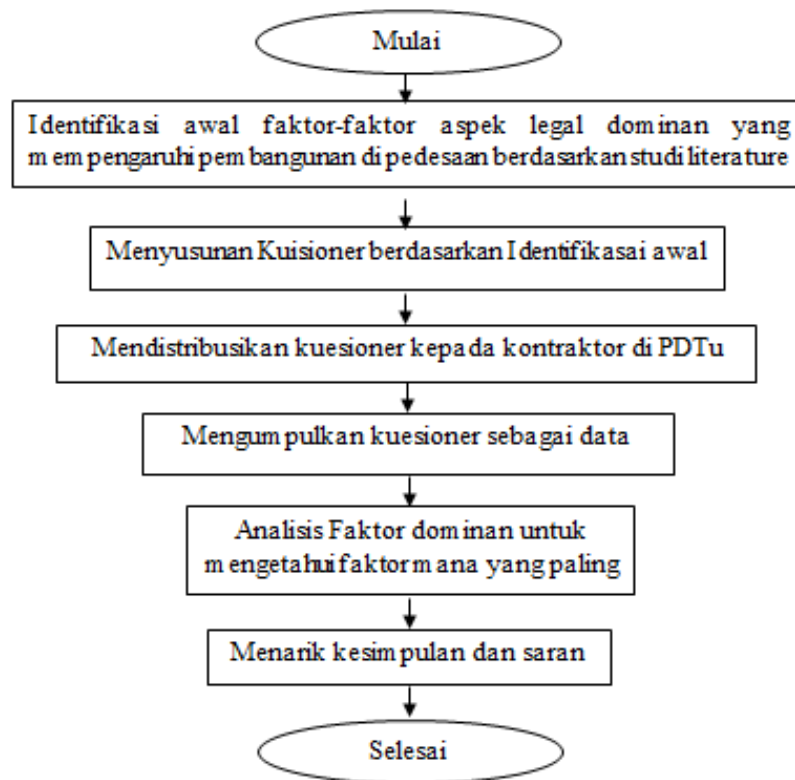 Mulai
Identifikasi awal faktor-faktor aspek legal dominan yang
mempengaruhi pembangunan di pedesaan berdasarkan studi literature
Menyusunan Kuisioner berdasarkan Identifikasai awal
Mendistribusikan kuesioner kepada kontraktor di PDTu
Mengumpulkan kuesioner sebagai data
Analisis Faktor dominan untuk
mengetahui faktor mana yang paling
Menarik kesimpulan dan saran
Selesai